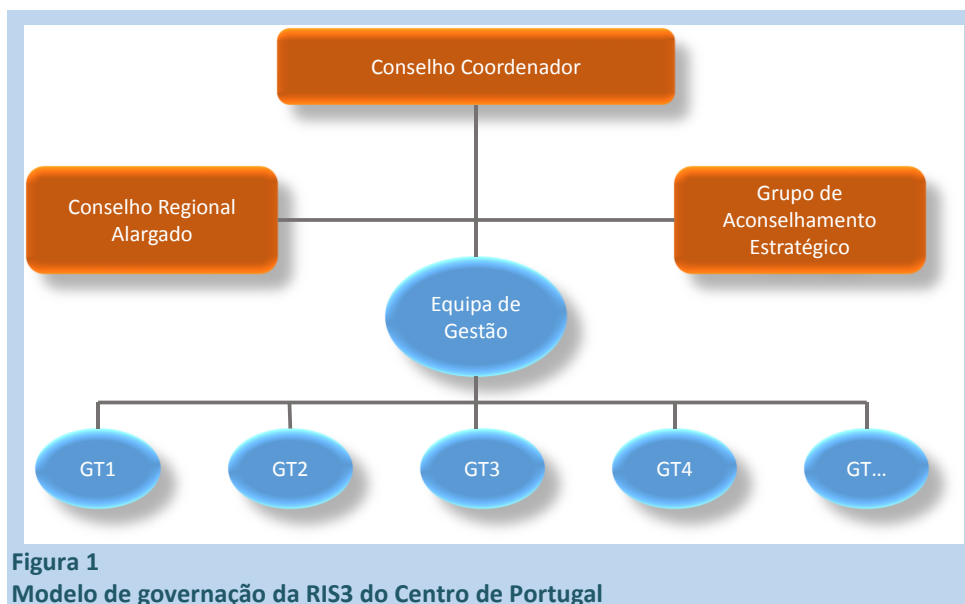 Conselho Coordenador
Conselho Regional
Alargado
Grupo de
Aconselhamento
Estratégico
Equipa de
Gestão
GT1
GT2
GT3
GT4
GT...
Figura 1
Modelo de governação da RIS3 do Centro de Portugal